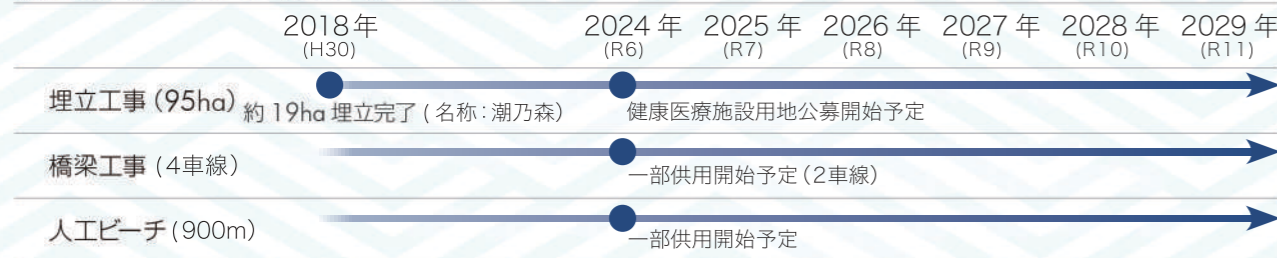 2018年 2024年 2025年 2026年 2027年 2028年 2029年
(H30) (R6) (R7) (R8) (R9) (R10) (R11)
埋立工事(95ha)
約19ha埋立完了(名称:潮乃森) 健康医療施設用地公募開始予定
橋梁工事(4車線)
一部供用開始予定(2車線)
人工ビーチ(900m)
一部供用開始予定